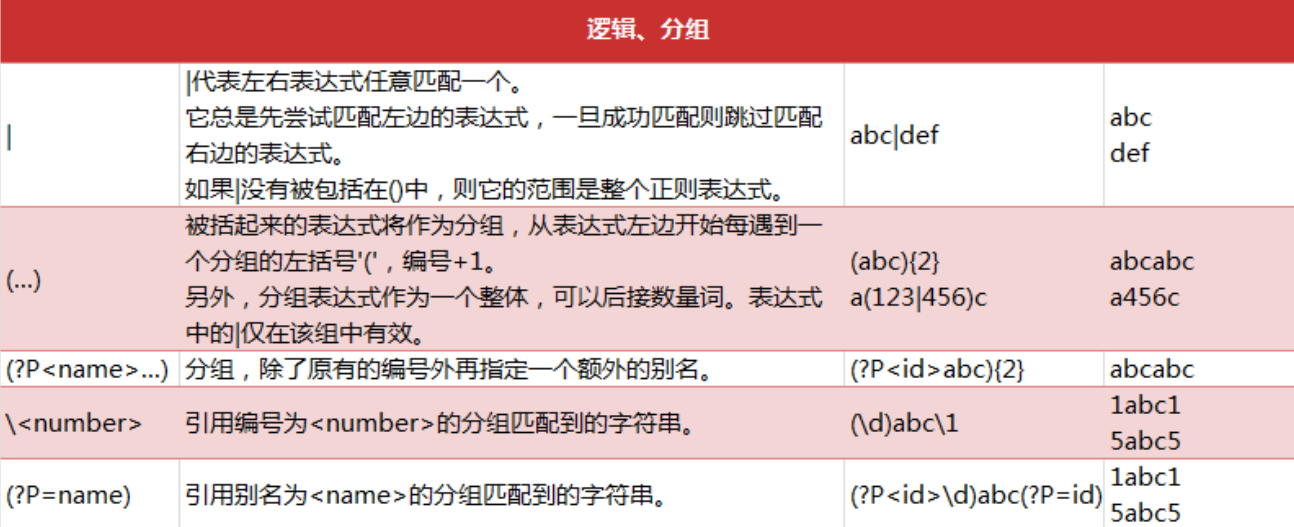 逻辑、分组
|
|代表左右表达式任意匹配一个。
它总是先尝试匹配左边的表达式，一旦成功匹配则跳过匹配
右边的表达式。
如果|没有被包括在()中，则它的范围是整个正则表达式。
abc|def
abc
def
(...)
被括起来的表达式将作为分组，从表达式左边开始每遇到一
个分组的左括号'('，编号+1。
另外，分组表达式作为一个整体，可以后接数量词。表达式
中的|仅在该组中有效。
(abc){2}
a(123|456)c
abcabc
a456c
(?P<name>...)
分组，除了原有的编号外再指定一个额外的别名。
(?P<id>abc){2}
abcabc
\<number>
引用编号为<number>的分组匹配到的字符串。
(\d)abc\1
1abc1
5abc5
(?P=name)
引用别名为<name>的分组匹配到的字符串。
(?P<id>\d)abc(?P=id)
1abc1
5abc5